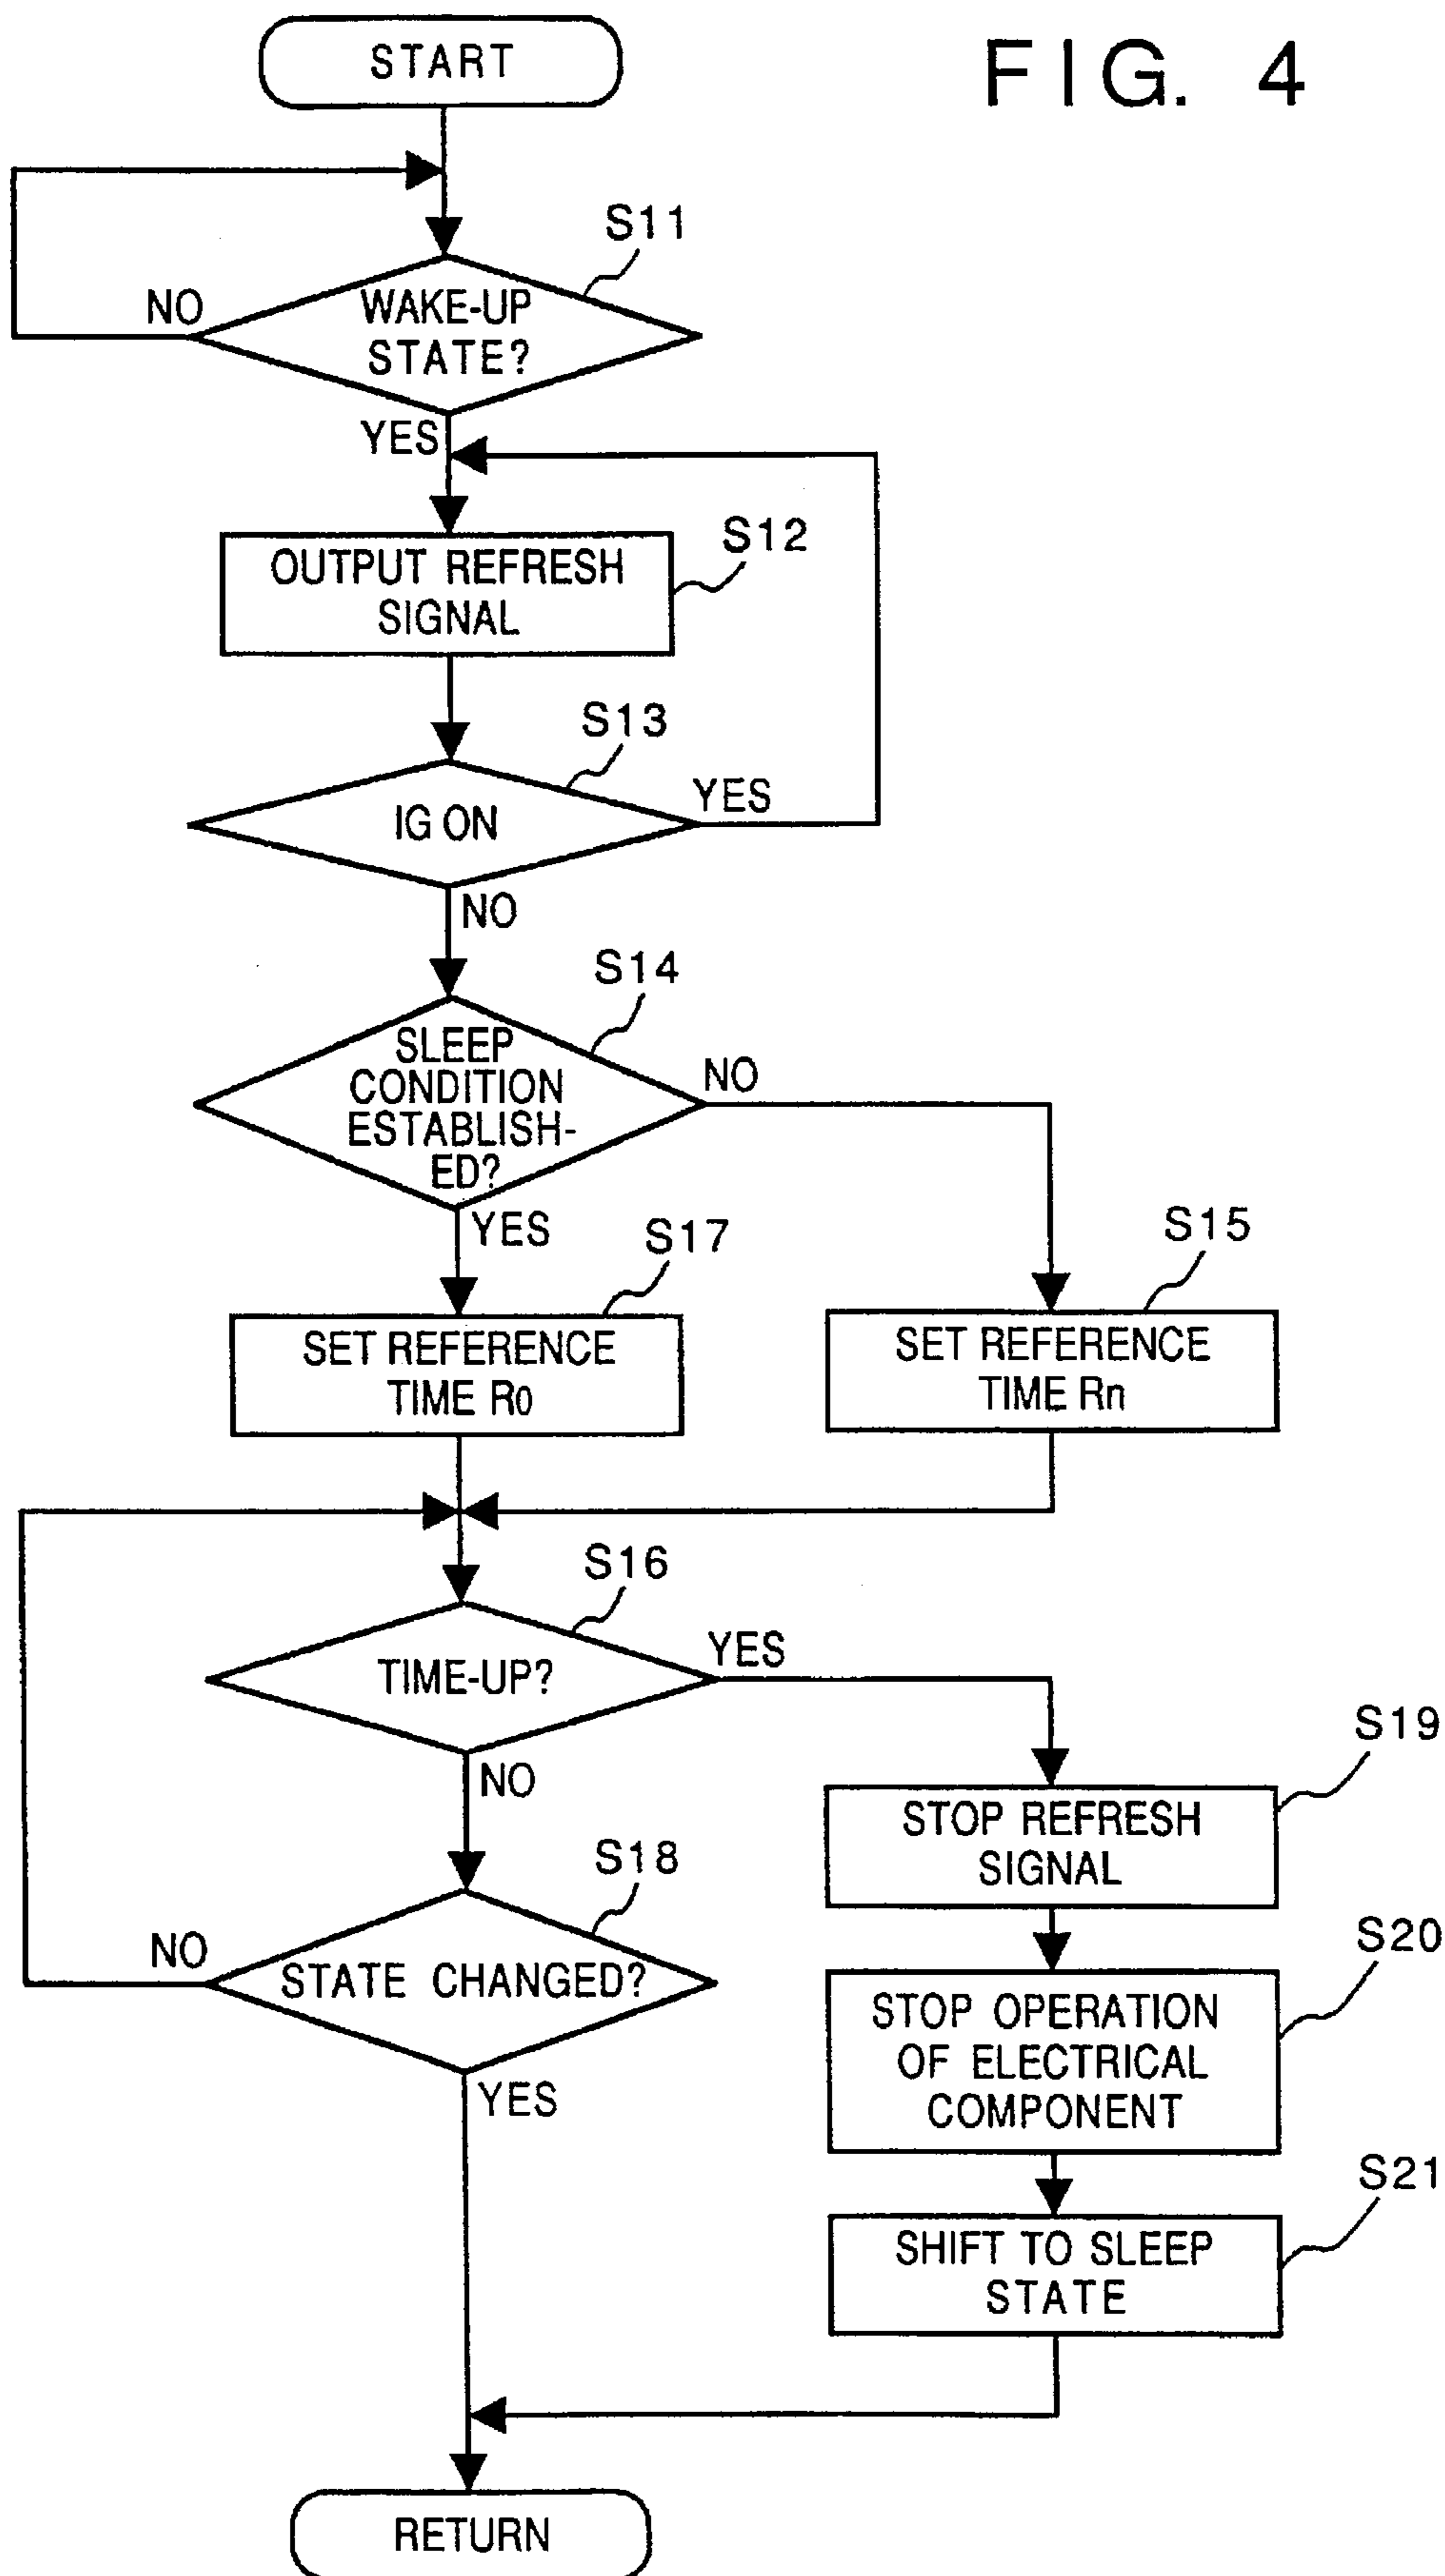 START
FIG. 4
S11
NO
WAKE-UP
STATE?
YES
S12
OUTPUT REFRESH
SIGNAL
S13
IG ON
YES
NO
S14
SLEEP
CONDITION
ESTABLISH-
ED?
NO
YES
S17
S15
SET REFERENCE
TIME R0
SET REFERENCE
TIME Rn
S16
TIME-UP?
YES
NO
S19
STOP REFRESH
SIGNAL
S18
NO
STATE CHANGED?
YES
S20
STOP OPERATION
OF ELECTRICAL
COMPONENT
S21
SHIFT TO SLEEP
STATE
RETURN